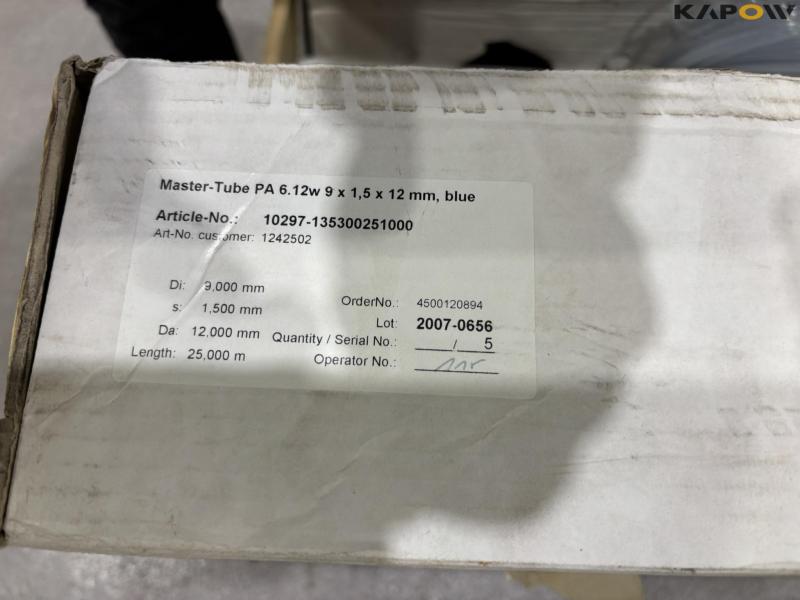 KAPOW
Master-Tube PA 6.12w 9 x 1,5 x 12 mm, blue
Article-No.: 10297-135300251000
Art-No. customer: 1242502
Di: 9,000 mm
s: 1,500 mm
Da: 12,000 mm
Length: 25,000 m
OrderNo.: 4500120894
Lot: 2007-0656
Quantity / Serial No.: / 5
Operator No.: